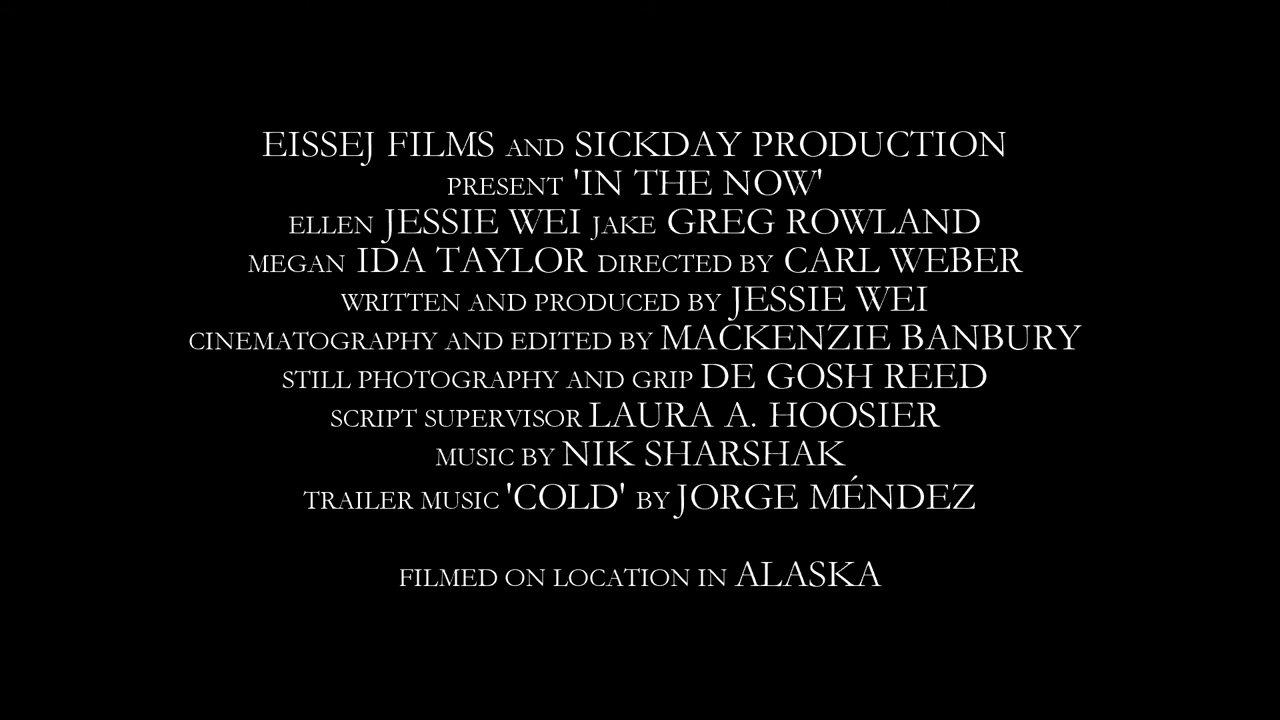 EISSEJ FILMS AND SICKDAY PRODUCTION
PRESENT 'IN THE NOW'
ELLEN JESSIE WEI JAKE GREG ROWLAND
MEGAN IDA TAYLOR DIRECTED BY CARL WEBER
WRITTEN AND PRODUCED BY JESSIE WEI
CINEMATOGRAPHY AND EDITED BY MACKENZIE BANBURY
STILL PHOTOGRAPHY AND GRIP DE GOSH REED
SCRIPT SUPERVISOR LAURA A. HOOSIER
MUSIC BY NIK SHARSHAK
TRAILER MUSIC 'COLD' BY JORGE MÉNDEZ
FILMED ON LOCATION IN ALASKA